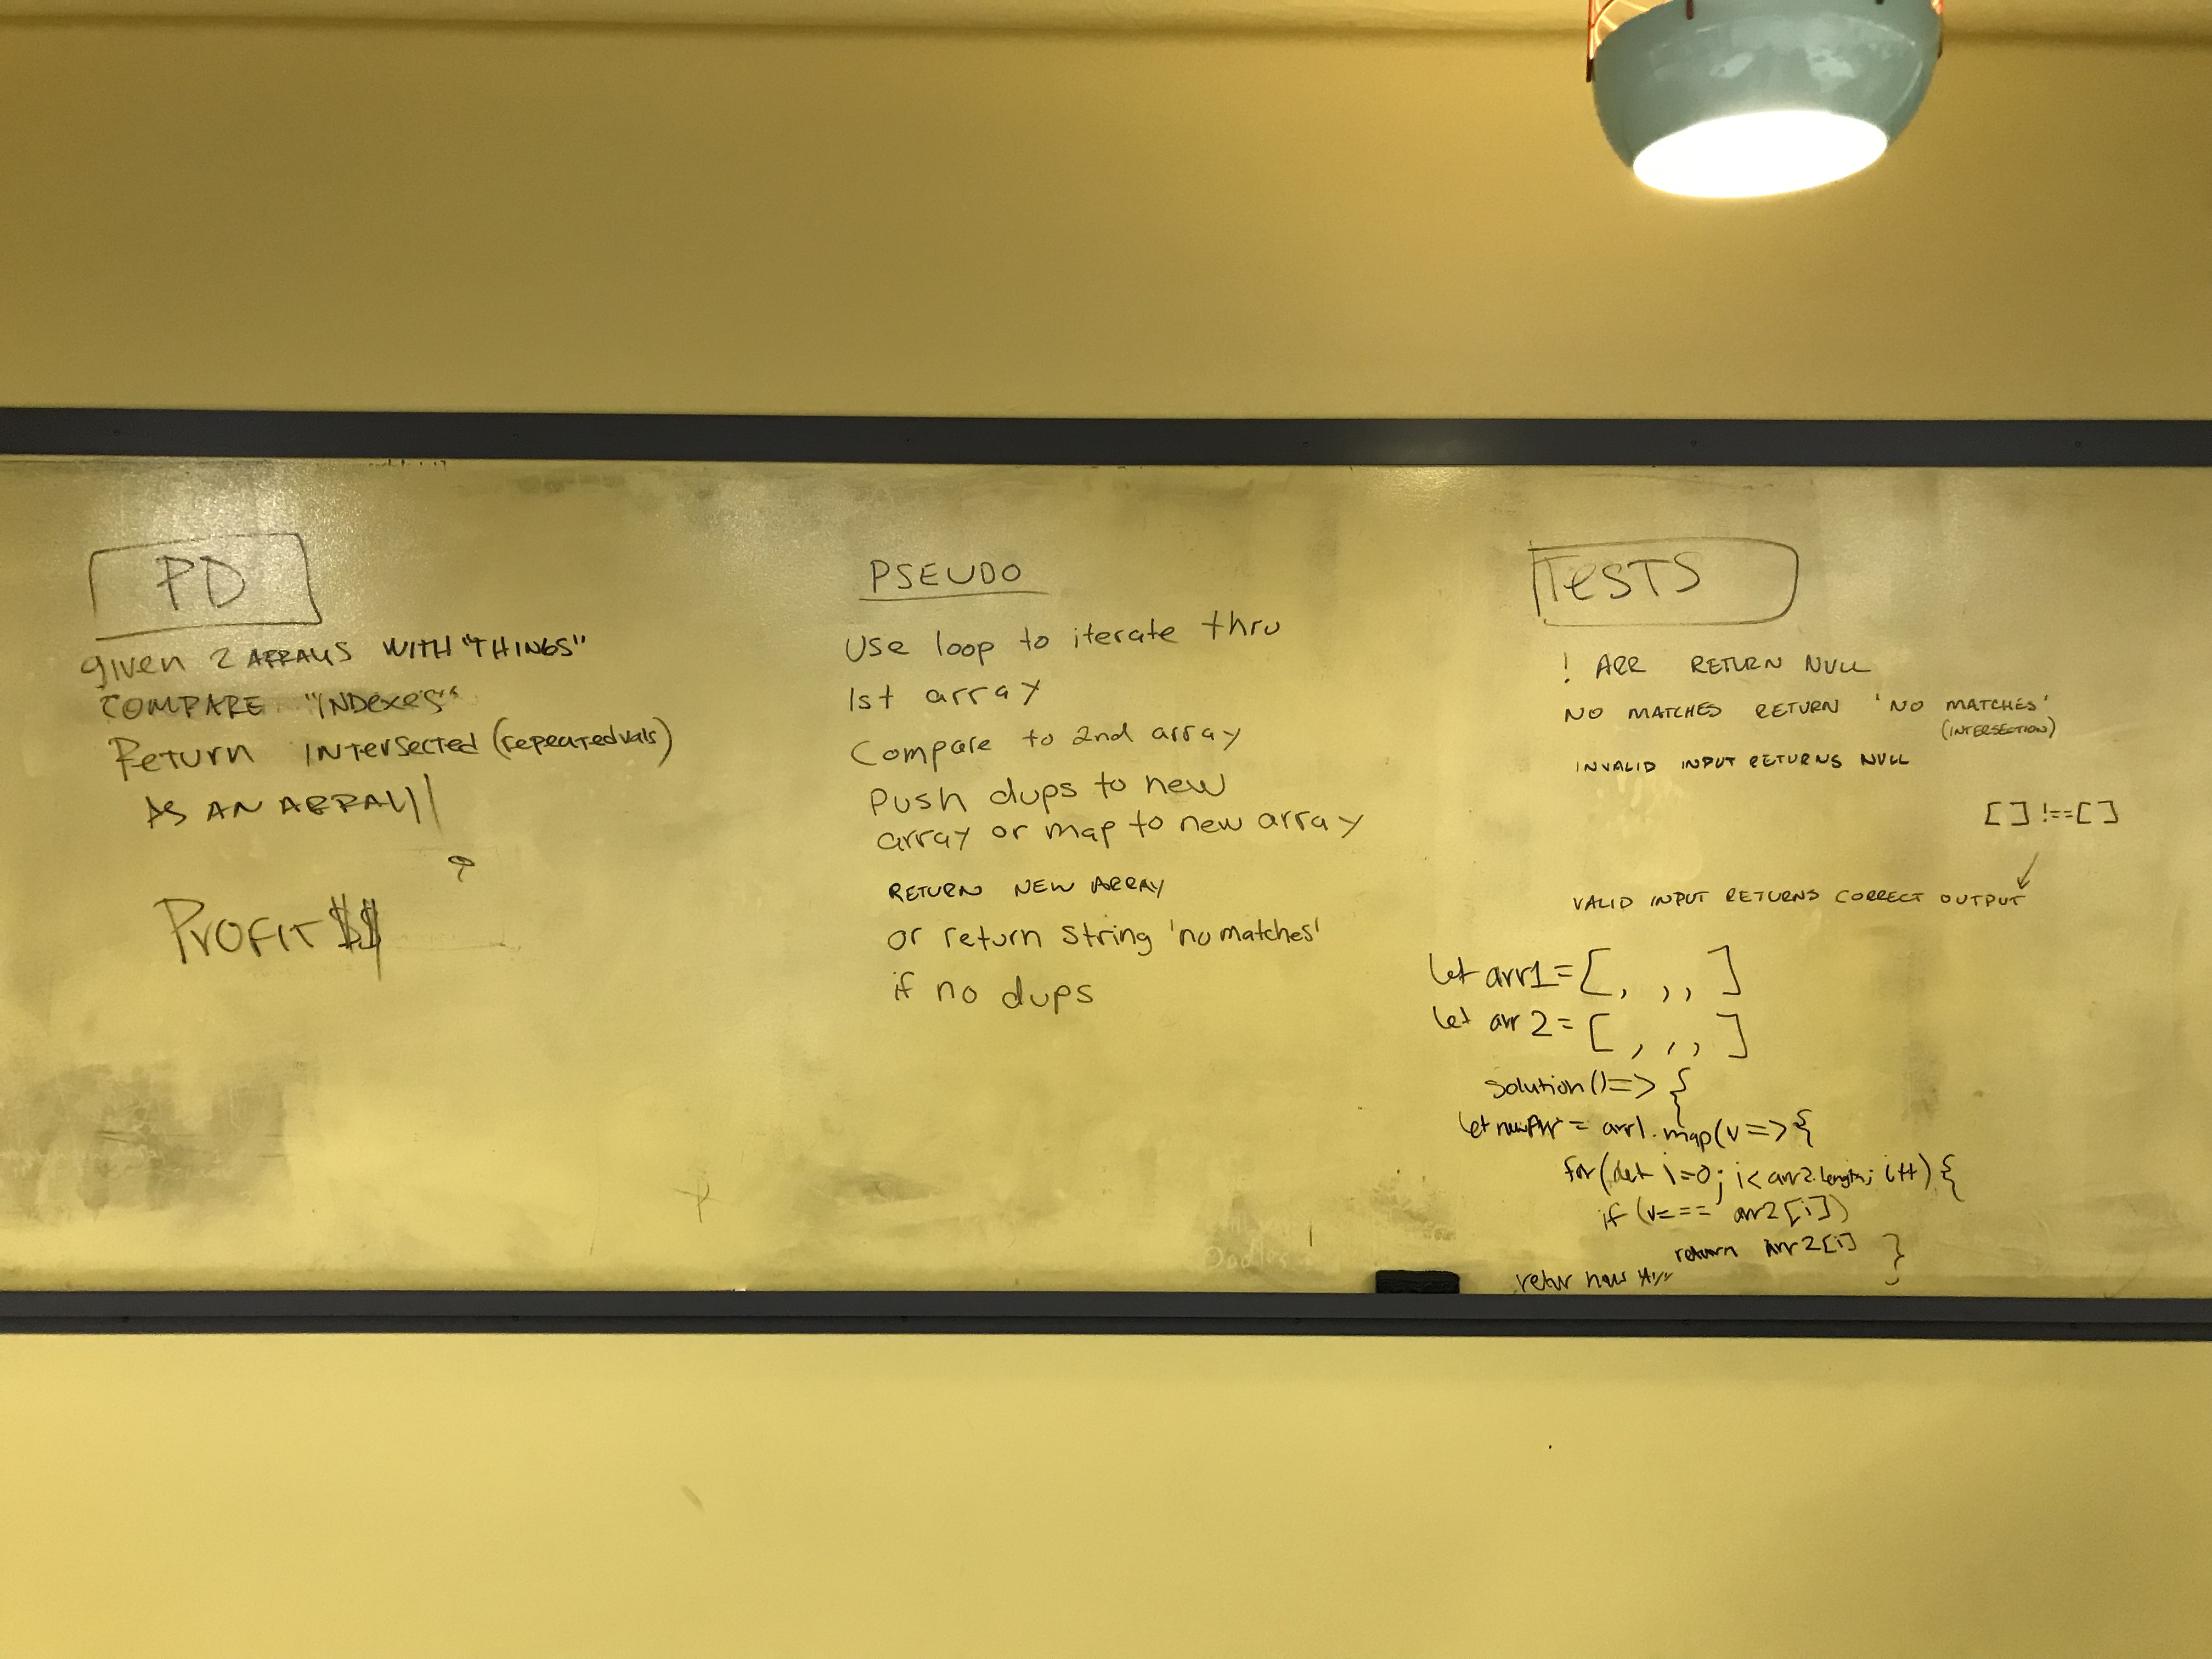 PD
given 2 ARRAYS WITH "THINGS"
COMPARE "INDexes"
Return INTersected (repeatedvals)
AS AN ARRAY
PrOFIT $$
PSEUDO
Use loop to iterate thru
1st array
Compare to 2nd array
Push dups to new
array or map to new array
RETURN NEW ARRAY
or return String 'no matches'
if no dups
TeSTS
! ARR RETURN NULL
NO MATCHES RETURN 'NO MATCHES'
(INTERSECTION)
INVALID INPUT RETURNS NULL
[ ] !==[ ]
VALID INPUT RETURNS CORRECT OUTPUT
let arr1=[, ,, ]
let arr2=[, ,, ]
solution()=> {
let newArr = arr1.map(v=>{
for(let i=0; i<arr2.length; i++){
if (v=== arr2[i])
return arr2[i] }
retur new Arr